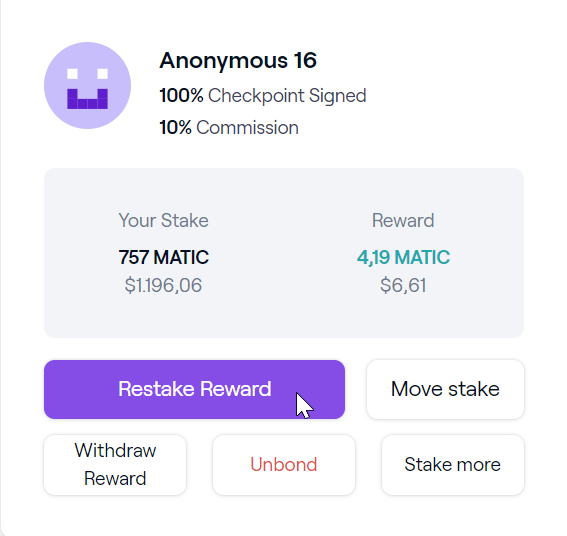 Anonymous 16
100% Checkpoint Signed
10% Commission
Your Stake
Reward
757 MATIC
4,19 MATIC
$1.196,06
$6,61
Restake Reward
Move stake
Withdraw
Reward
Unbond
Stake more